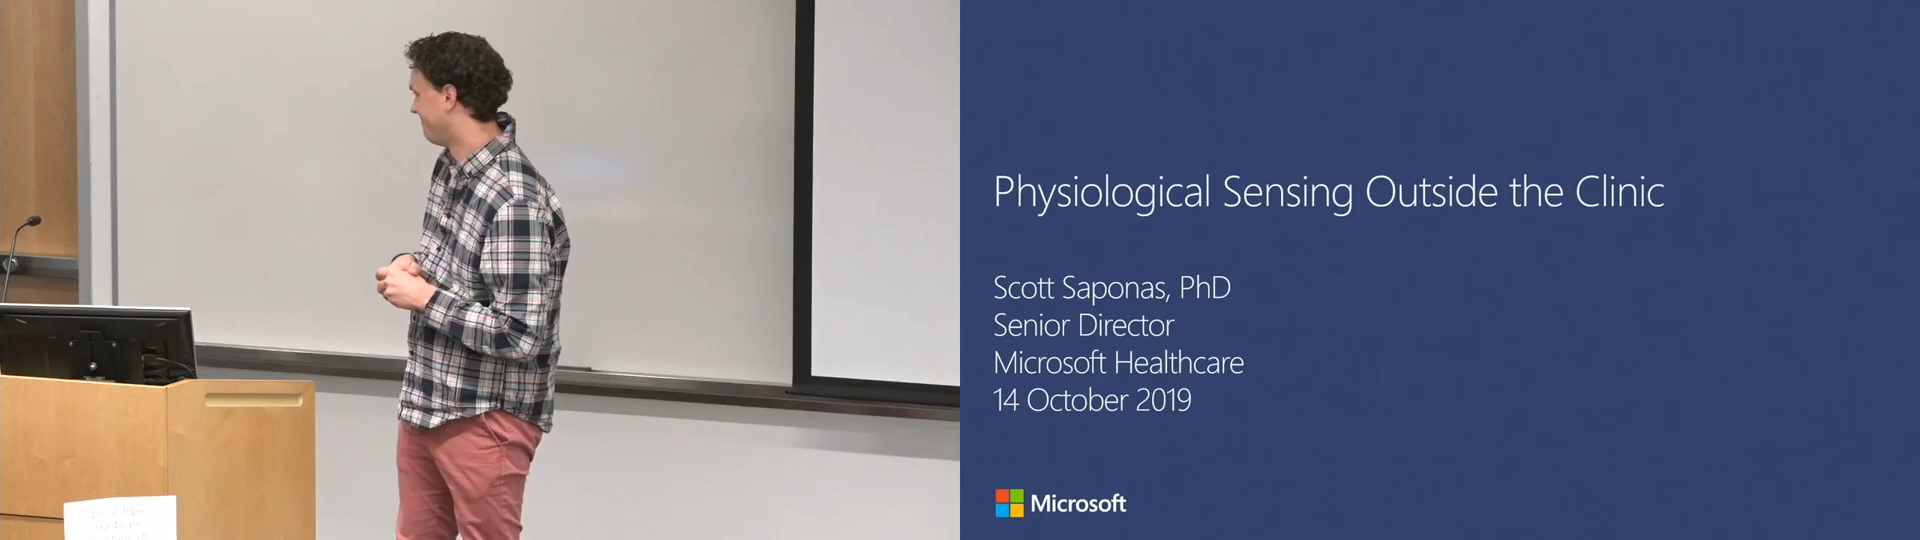 Physiological Sensing Outside the Clinic
Scott Saponas, PhD
Senior Director
Microsoft Healthcare
14 October 2019
Microsoft